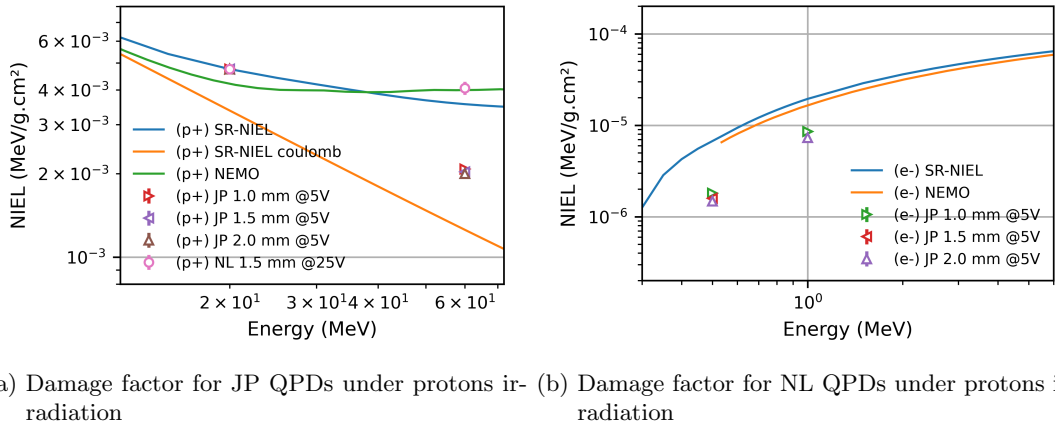 6 × 10⁻³
4 × 10⁻³
3 × 10⁻³
2 × 10⁻³
10⁻³
NIEL (MeV/g.cm²)
(p+) SR-NIEL
(p+) SR-NIEL coulomb
(p+) NEMO
(p+) JP 1.0 mm @5V
(p+) JP 1.5 mm @5V
(p+) JP 2.0 mm @5V
(p+) NL 1.5 mm @25V
2 × 10¹ 3 × 10¹ 4 × 10¹ 6 × 10¹
Energy (MeV)
10⁻⁴
10⁻⁵
10⁻⁶
NIEL (MeV/g.cm²)
(e-) SR-NIEL
(e-) NEMO
(e-) JP 1.0 mm @5V
(e-) JP 1.5 mm @5V
(e-) JP 2.0 mm @5V
10⁰
Energy (MeV)
a) Damage factor for JP QPDs under protons ir-
radiation
(b) Damage factor for NL QPDs under protons i
radiation